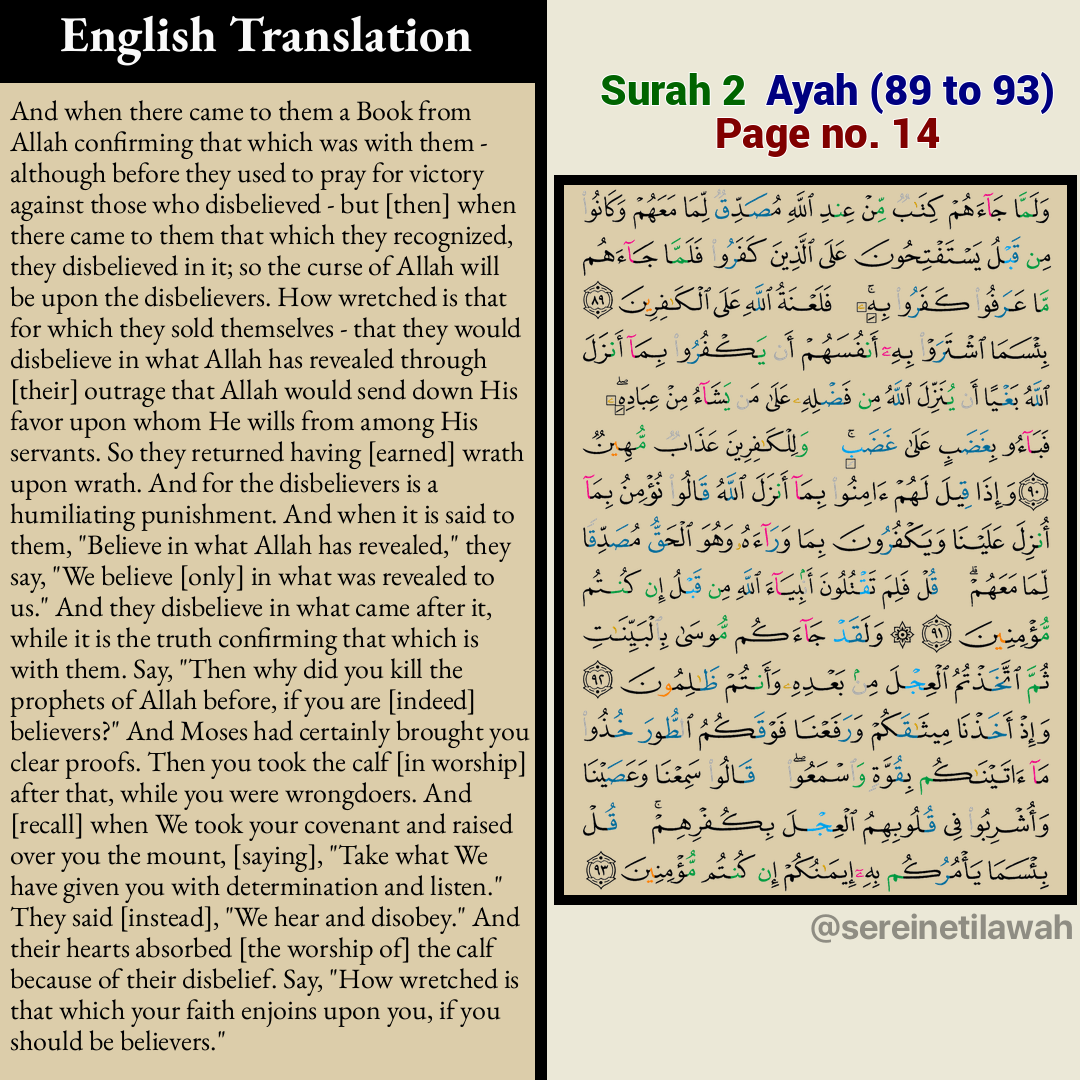 English Translation
And when there came to them a Book from
Allah confirming that which was with them -
although before they used to pray for victory
against those who disbelieved - but [then] when
there came to them that which they recognized,
they disbelieved in it; so the curse of Allah will
be upon the disbelievers. How wretched is that
for which they sold themselves - that they would
disbelieve in what Allah has revealed through
[their] outrage that Allah would send down His
favor upon whom He wills from among His
servants. So they returned having [earned] wrath
upon wrath. And for the disbelievers is a
humiliating punishment. And when it is said to
them, "Believe in what Allah has revealed," they
say, "We believe [only] in what was revealed to
us." And they disbelieve in what came after it,
while it is the truth confirming that which is
with them. Say, "Then why did you kill the
prophets of Allah before, if you are [indeed]
believers?" And Moses had certainly brought you
clear proofs. Then you took the calf [in worship]
after that, while you were wrongdoers. And
[recall] when We took your covenant and raised
over you the mount, [saying], "Take what We
have given you with determination and listen."
They said [instead], "We hear and disobey." And
their hearts absorbed [the worship of] the calf
because of their disbelief. Say, "How wretched is
that which your faith enjoins upon you, if you
should be believers."
Surah 2 Ayah (89 to 93)
Page no. 14
وَلَمَّا جَآءَهُمْ كِتَٰبٌ مِّنْ عِندِ ٱللَّهِ مُصَدِّقٌ لِّمَا مَعَهُمْ وَكَانُوا۟
مِن قَبْلُ يَسْتَفْتِحُونَ عَلَى ٱلَّذِينَ كَفَرُوا۟ فَلَمَّا جَآءَهُم
مَّا عَرَفُوا۟ كَفَرُوا۟ بِهِۦۚ فَلَعْنَةُ ٱللَّهِ عَلَى ٱلْكَٰفِرِينَ ٨٩
بِئْسَمَا ٱشْتَرَوْا۟ بِهِۦٓ أَنفُسَهُمْ أَن يَكْفُرُوا۟ بِمَآ أَنزَلَ
ٱللَّهُ بَغْيًا أَن يُنَزِّلَ ٱللَّهُ مِن فَضْلِهِۦ عَلَىٰ مَن يَشَآءُ مِنْ عِبَادِهِۦۖ
فَبَآءُو بِغَضَبٍ عَلَىٰ غَضَبٍۚ وَلِلْكَٰفِرِينَ عَذَابٌ مُّهِينٌ
٩٠ وَإِذَا قِيلَ لَهُمْ ءَامِنُوا۟ بِمَآ أَنزَلَ ٱللَّهُ قَالُوا۟ نُؤْمِنُ بِمَآ
أُنزِلَ عَلَيْنَا وَيَكْفُرُونَ بِمَا وَرَآءَهُۥ وَهُوَ ٱلْحَقُّ مُصَدِّقًا
لِّمَا مَعَهُمْۗ قُلْ فَلِمَ تَقْتُلُونَ أَنۢبِيَآءَ ٱللَّهِ مِن قَبْلُ إِن كُنتُم
مُّؤْمِنِينَ ٩١ ۞ وَلَقَدْ جَآءَكُم مُّوسَىٰ بِٱلْبَيِّنَٰتِ
ثُمَّ ٱتَّخَذْتُمُ ٱلْعِجْلَ مِنۢ بَعْدِهِۦ وَأَنتُمْ ظَٰلِمُونَ ٩٢
وَإِذْ أَخَذْنَا مِيثَٰقَكُمْ وَرَفَعْنَا فَوْقَكُمُ ٱلطُّورَ خُذُوا۟
مَآ ءَاتَيْنَٰكُم بِقُوَّةٍ وَٱسْمَعُوا۟ۖ قَالُوا۟ سَمِعْنَا وَعَصَيْنَا
وَأُشْرِبُوا۟ فِى قُلُوبِهِمُ ٱلْعِجْلَ بِكُفْرِهِمْۚ قُلْ
بِئْسَمَا يَأْمُرُكُم بِهِۦٓ إِيمَٰنُكُمْ إِن كُنتُم مُّؤْمِنِينَ ٩٣
@sereinetilawah